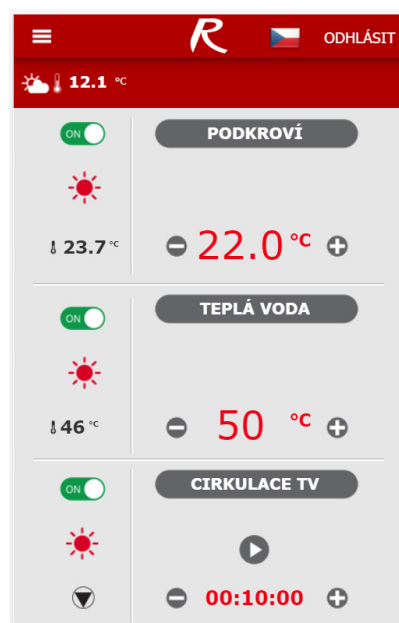 R ODHLÁSIT
12.1 °C
ON PODKROVÍ
23.7 °C 22.0 °C
ON TEPLÁ VODA
46 °C 50 °C
ON CIRKULACE TV
00:10:00